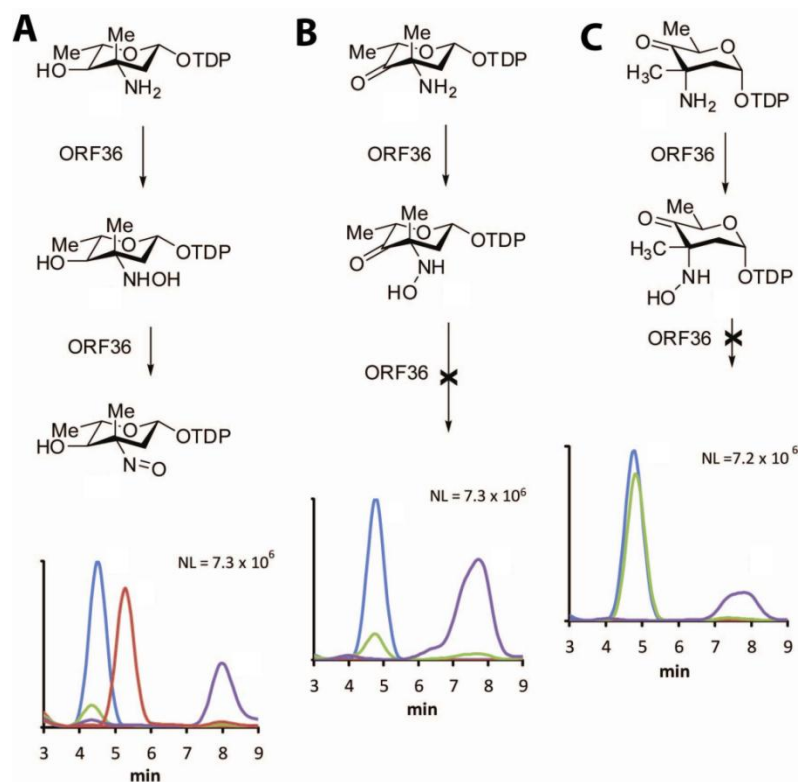 A
Me
Me
O
OTDP
HO
NH2
ORF36
Me
Me
O
OTDP
HO
NHOH
ORF36
Me
Me
O
OTDP
HO
N
O
NL = 7.3 x 10^6
3 4 5 6 7 8 9
min
B
Me
Me
O
OTDP
O
NH2
ORF36
Me
Me
O
OTDP
O
NH
HO
ORF36
NL = 7.3 x 10^6
3 4 5 6 7 8 9
min
C
Me
O
O
H3C
NH2
OTDP
ORF36
Me
O
O
H3C
NH
OTDP
HO
ORF36
NL =7.2 x 10^6
3 4 5 6 7 8 9
min